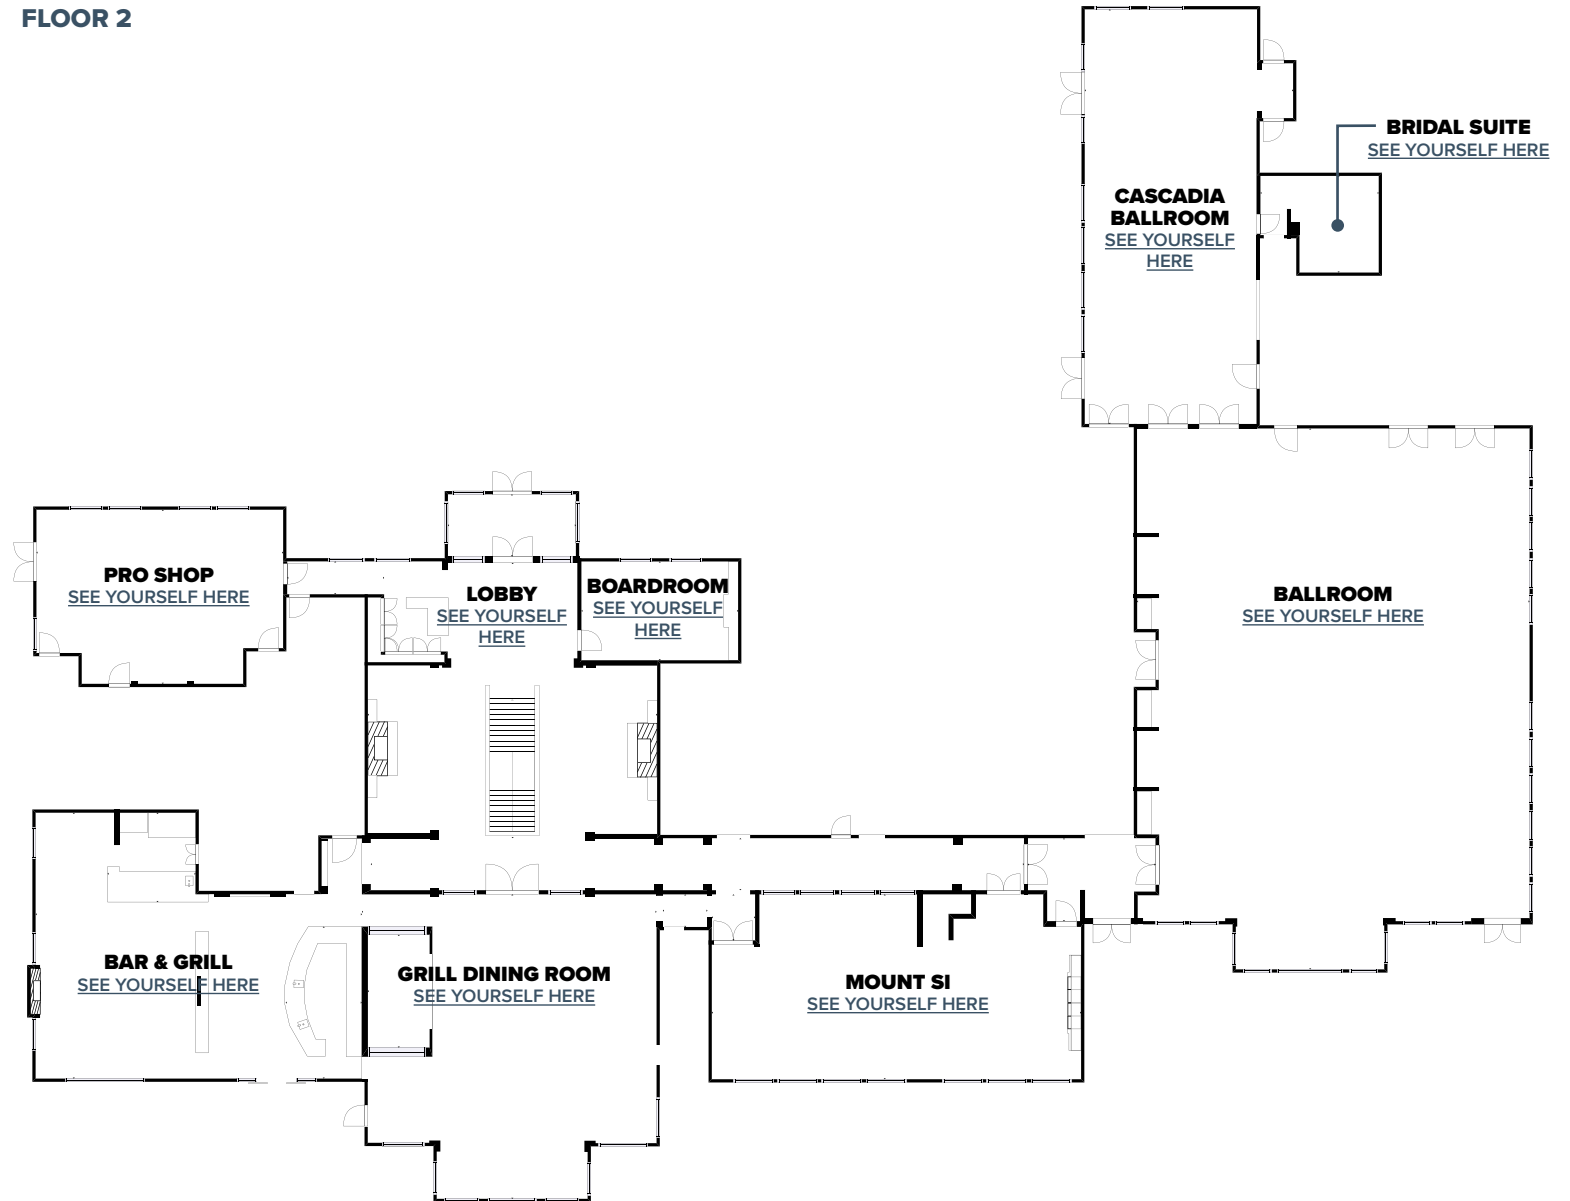 FLOOR 2
BRIDAL SUITE
SEE YOURSELF HERE
CASCADIA
BALLROOM
SEE YOURSELF
HERE
PRO SHOP
SEE YOURSELF HERE
LOBBY
SEE YOURSELF
HERE
BOARDROOM
SEE YOURSELF
HERE
BALLROOM
SEE YOURSELF HERE
BAR & GRILL
SEE YOURSELF HERE
GRILL DINING ROOM
SEE YOURSELF HERE
MOUNT SI
SEE YOURSELF HERE